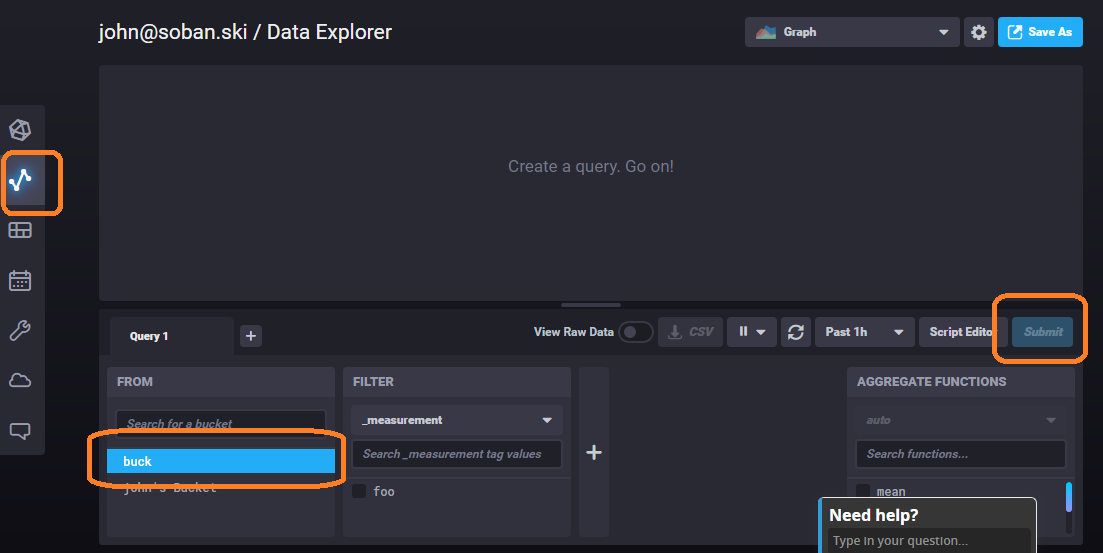 john@soban.ski / Data Explorer
Graph
Save As
Create a query. Go on!
Query 1
+
View Raw Data
CSV
Past 1h
Script Editor
Submit
FROM
FILTER
AGGREGATE FUNCTIONS
Search for a bucket
_measurement
auto
Search _measurement tag values
+
Search functions...
buck
john's Bucket
foo
mean
Need help?
Type in your question...